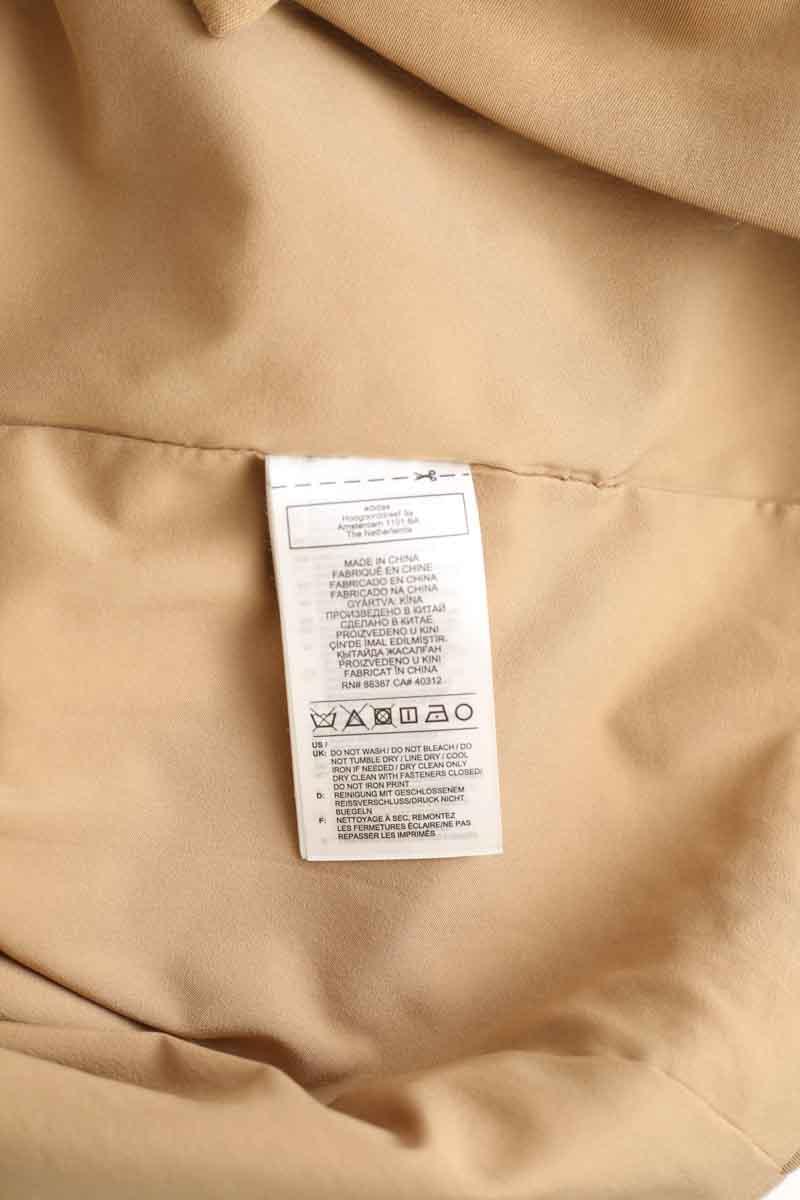 adidas
Hoogoorddreef 9a
Amsterdam 1101 BA
The Netherlands
MADE IN CHINA
FABRIQUÉ EN CHINE
FABRICADO EN CHINA
FABRICADO NA CHINA
GYÁRTVA: KÍNA
ПРОИЗВЕДЕНО В КИТАЙ
СДЕЛАНО В КИТАЕ
PROIZVEDENO U KINI
ÇİN'DE İMAL EDİLMİŞTİR.
ҚЫТАЙДА ЖАСАЛҒАН
PROIZVEDENO U KINI
FABRICAT IN CHINA
RN# 88387 CA# 40312
US /
UK: DO NOT WASH / DO NOT BLEACH / DO
NOT TUMBLE DRY / LINE DRY / COOL
IRON IF NEEDED / DRY CLEAN ONLY
DRY CLEAN WITH FASTENERS CLOSED/
DO NOT IRON PRINT
D: REINIGUNG MIT GESCHLOSSENEM
REISSVERSCHLUSS/DRUCK NICHT
BUEGELN
F: NETTOYAGE À SEC, REMONTEZ
LES FERMETURES ÉCLAIRE/NE PAS
REPASSER LES IMPRIMÉS